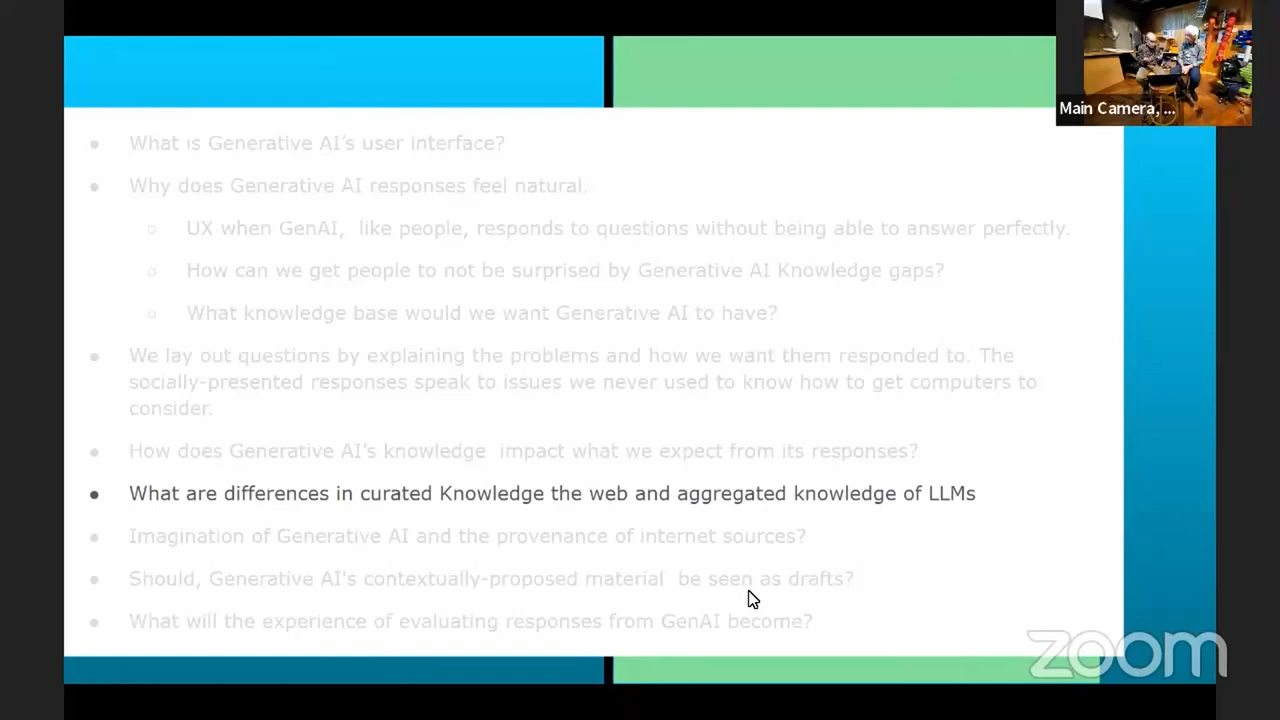 Main Camera, ...
What is Generative AI's user interface?
Why does Generative AI responses feel natural.
UX when GenAI, like people, responds to questions without being able to answer perfectly.
How can we get people to not be surprised by Generative AI Knowledge gaps?
What knowledge base would we want Generative AI to have?
We lay out questions by explaining the problems and how we want them responded to. The
socially-presented responses speak to issues we never used to know how to get computers to
consider.
How does Generative AI's knowledge impact what we expect from its responses?
What are differences in curated Knowledge the web and aggregated knowledge of LLMs
Imagination of Generative AI and the provenance of internet sources?
Should, Generative AI's contextually-proposed material be seen as drafts?
What will the experience of evaluating responses from GenAI become?
zoom